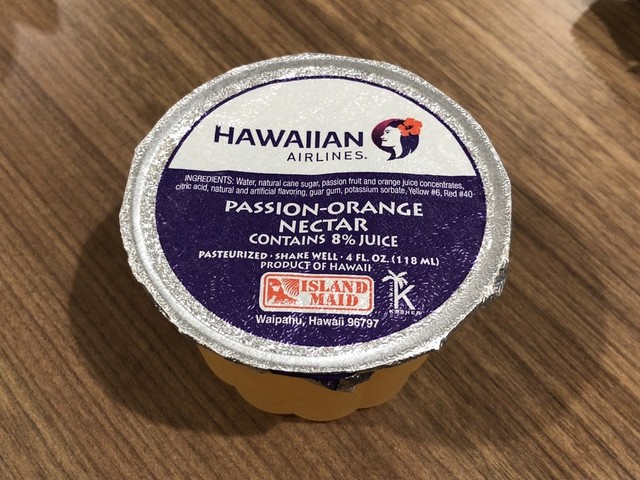 HAWAIIAN
AIRLINES.
INGREDIENTS: Water, natural cane sugar, passion fruit and orange juice concentrates,
citric acid, natural and artificial flavoring, guar gum, potassium sorbate, Yellow #6, Red #40
PASSION-ORANGE
NECTAR
CONTAINS 8% JUICE
PASTEURIZED · SHAKE WELL · 4 FL. OZ. (118 ML)
PRODUCT OF HAWAII
ISLAND
MAID
K
KOSHER
Waipahu, Hawaii 96797